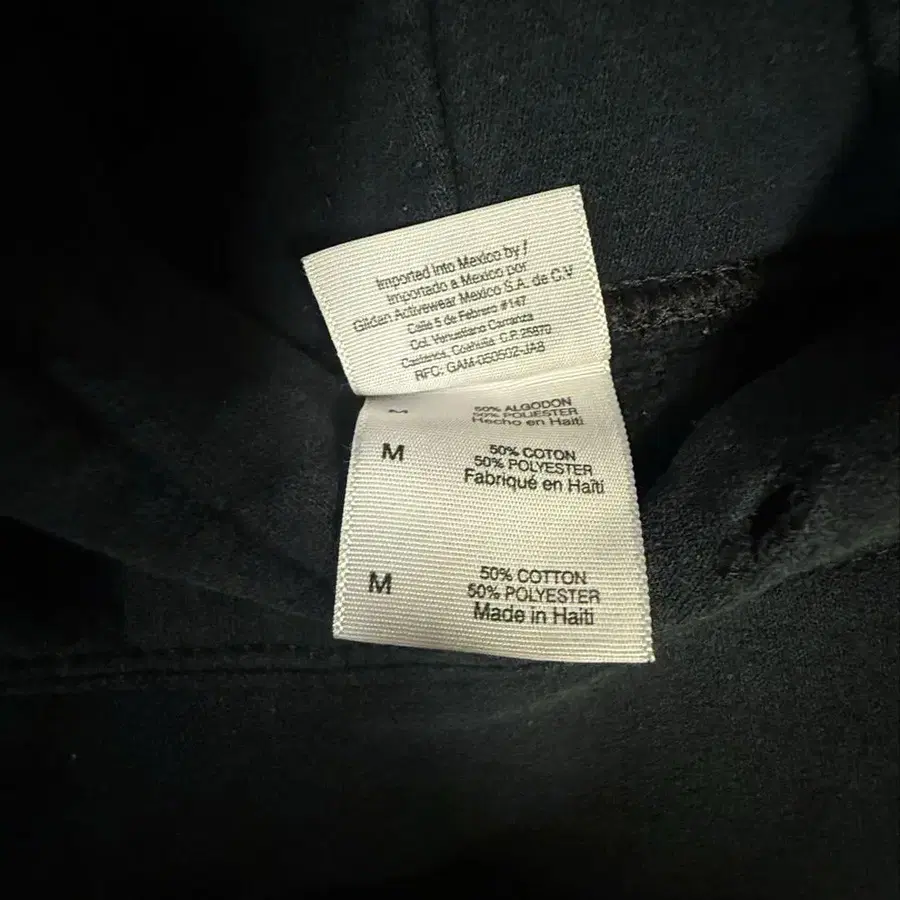 Imported into Mexico by /
Importado a Mexico por
Gildan Activewear Mexico S.A. de C.V.
Calle 5 de Febrero #147
Col. Venustiano Carranza
Castanos, Coahuila C.P. 25870
RFC: GAM-050502-JA8
M 50% ALGODON
50% POLIESTER
Hecho en Haiti
M 50% COTON
50% POLYESTER
Fabriqué en Haïti
M 50% COTTON
50% POLYESTER
Made in Haiti